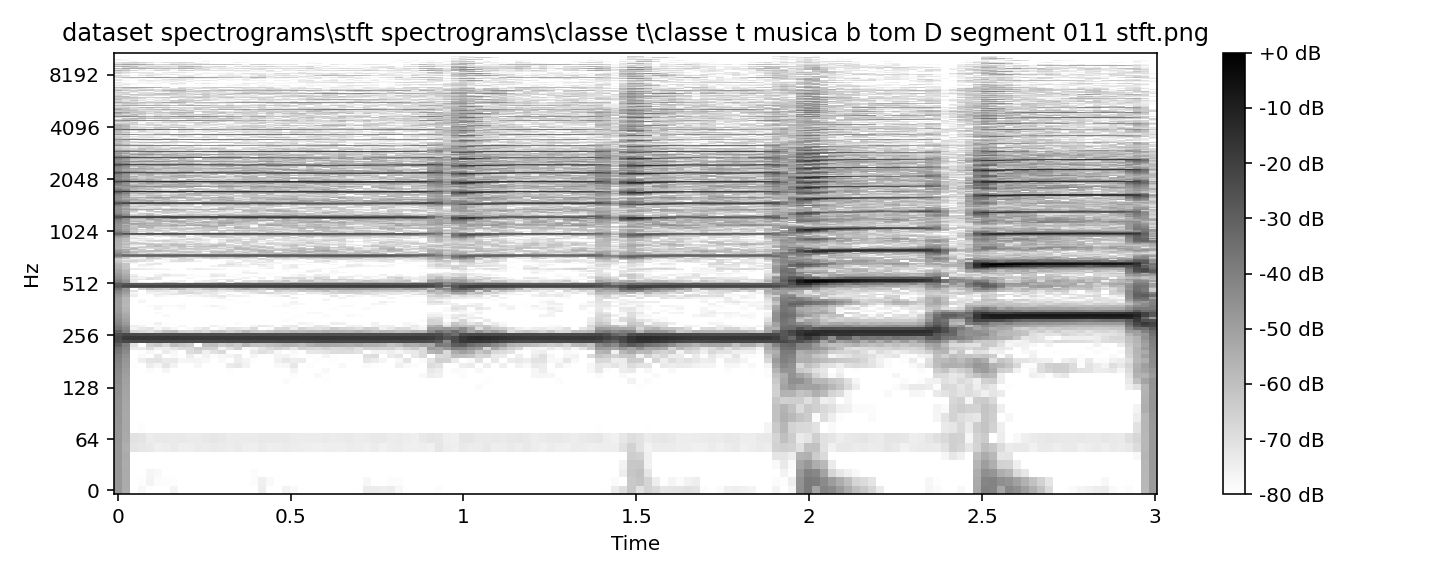 dataset spectrograms\stft spectrograms\classe t\classe t musica b tom D segment 011 stft.png
8192
4096
2048
1024
512
256
128
64
0
Hz
0
0.5
1
1.5
2
2.5
3
Time
+0 dB
-10 dB
-20 dB
-30 dB
-40 dB
-50 dB
-60 dB
-70 dB
-80 dB